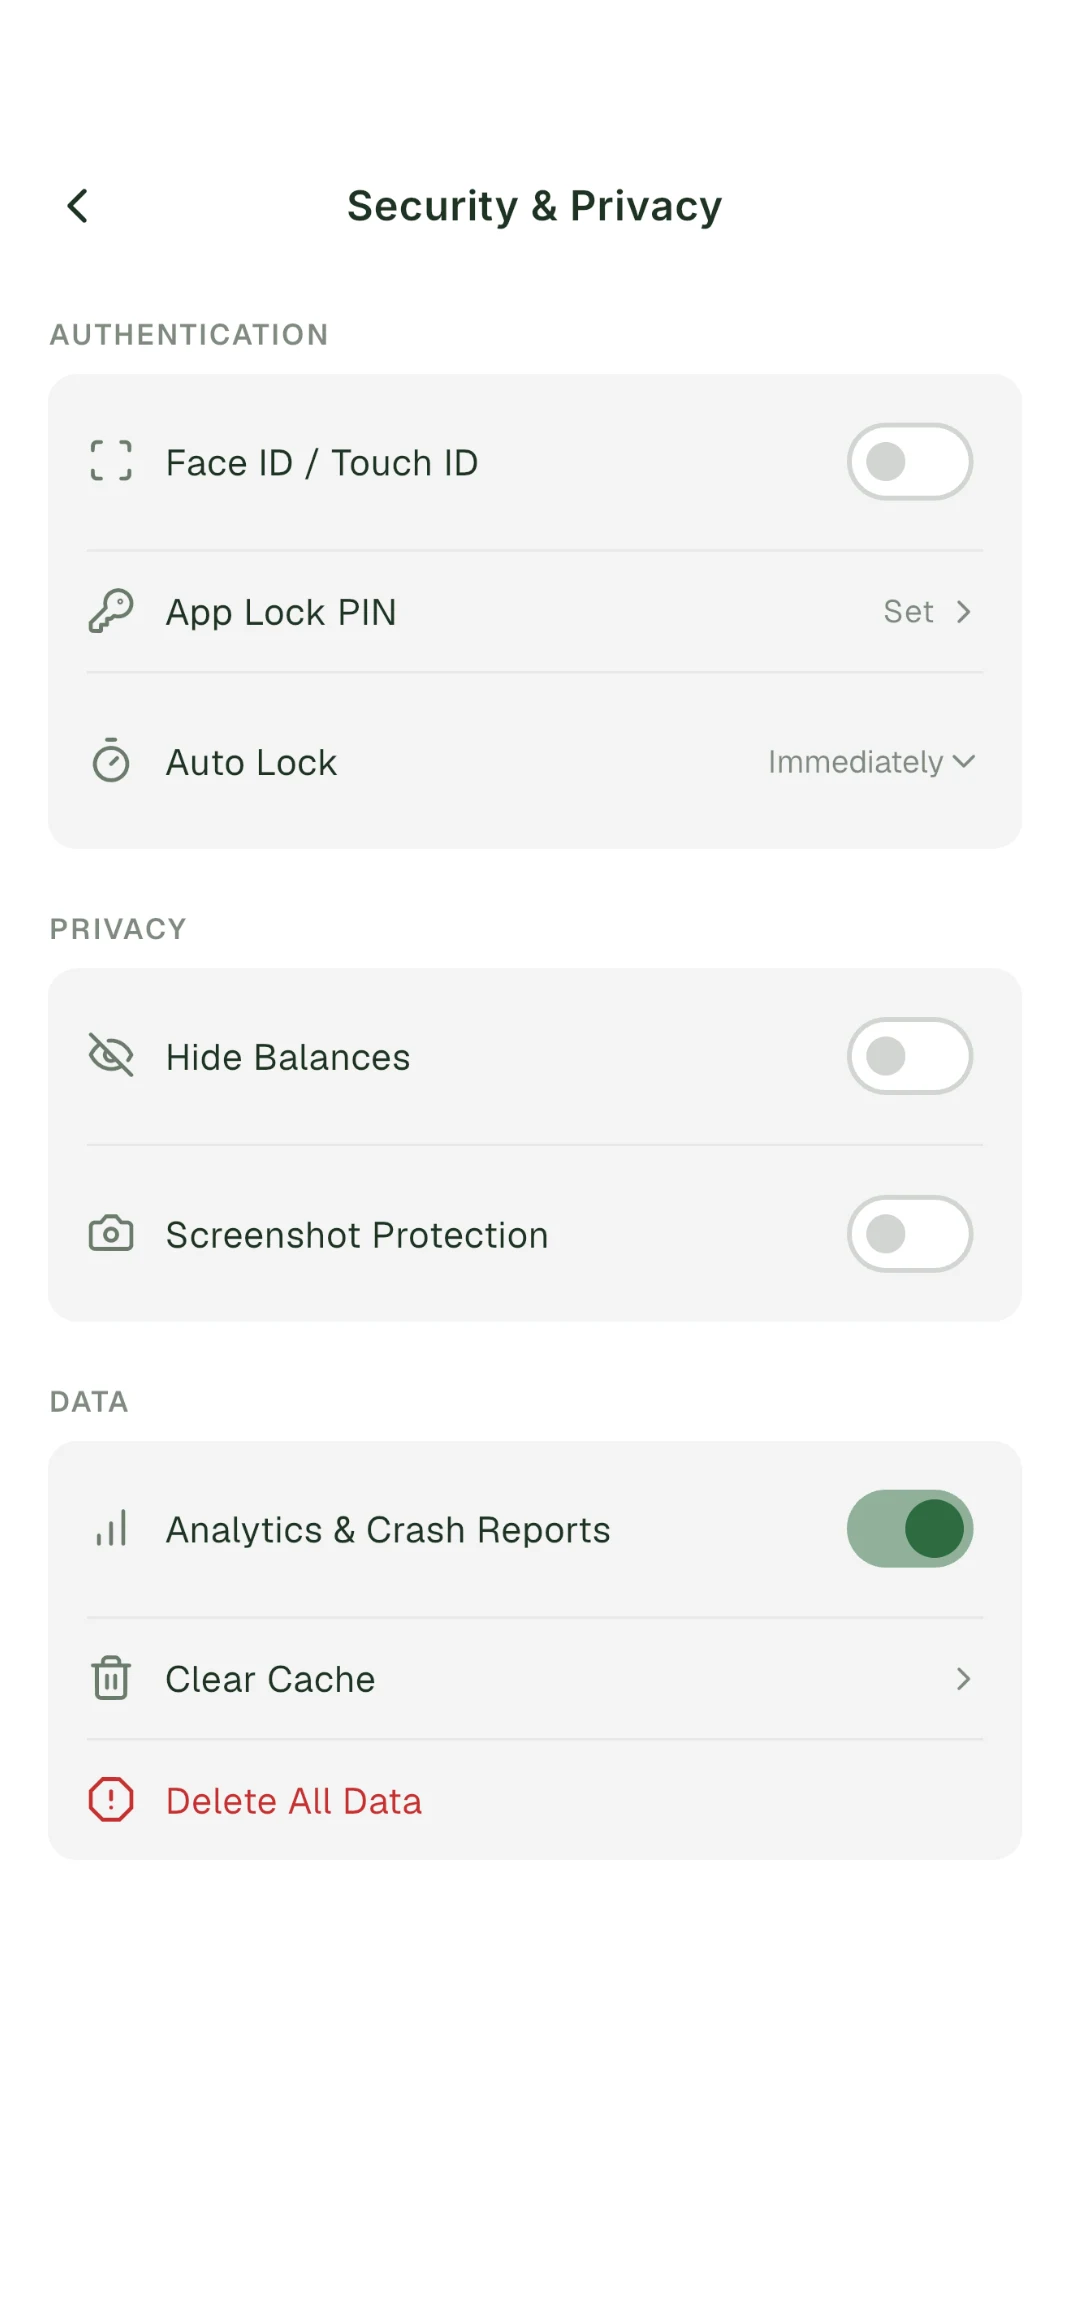 Security & Privacy
AUTHENTICATION
Face ID / Touch ID
App Lock PIN Set
Auto Lock Immediately
PRIVACY
Hide Balances
Screenshot Protection
DATA
Analytics & Crash Reports
Clear Cache
Delete All Data